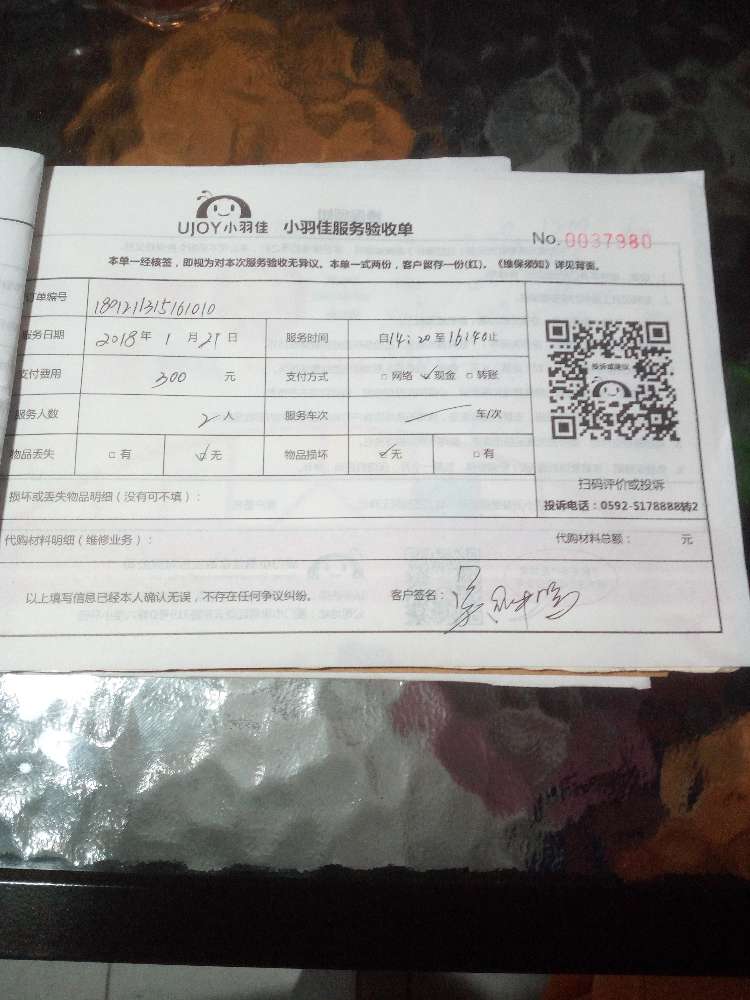 UJOY小羽佳 小羽佳服务验收单
No. 0037980
本单一经核签，即视为对本次服务验收无异议。本单一式两份，客户留存一份(红)。《维保须知》详见背面。
订单编号
服务日期 2018年 1 月 21 日 服务时间 自14:20至16:40止
支付费用 300 元 支付方式 □网络 ✓现金 □转账
服务人数 2人 服务车次 车/次
物品丢失 □有 ✓无 物品损坏 ✓无 □有
投诉或建议
扫码评价或投诉
损坏或丢失物品明细（没有可不填）：
投诉电话：0592-5178888转2
代购材料明细（维修业务）： 代购材料总额： 元
以上填写信息已经本人确认无误，不存在任何争议纠纷。 客户签名：